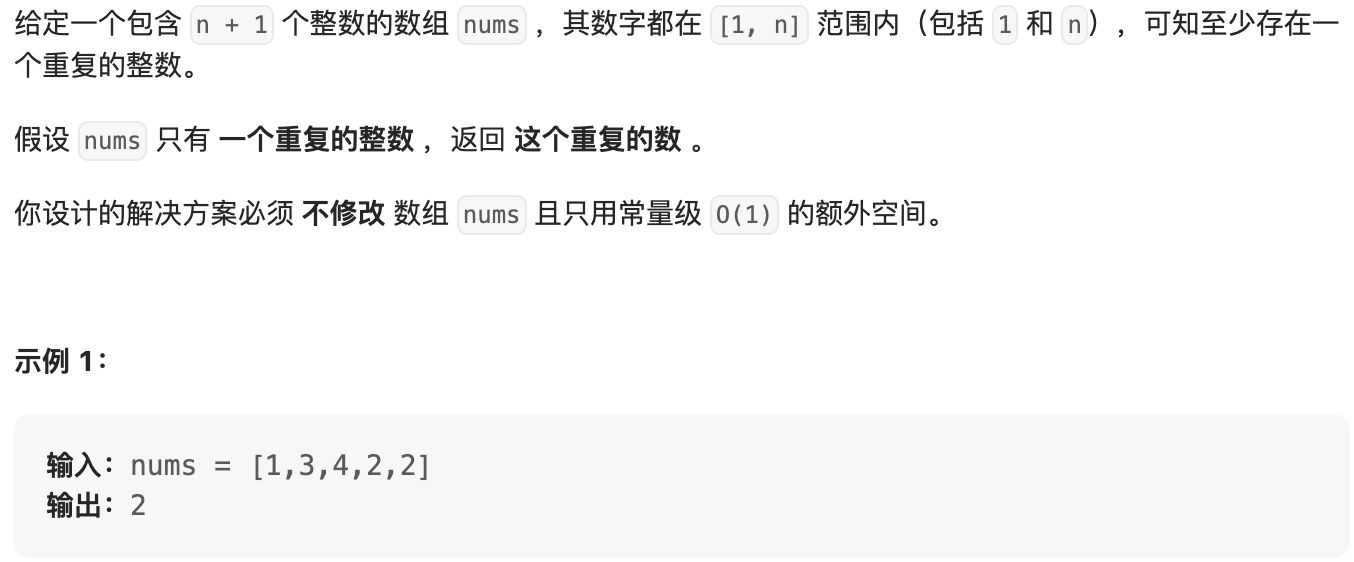 给定一个包含 n + 1 个整数的数组 nums ，其数字都在 [1, n] 范围内（包括 1 和 n），可知至少存在一
个重复的整数。
假设 nums 只有 一个重复的整数 ，返回 这个重复的数 。
你设计的解决方案必须 不修改 数组 nums 且只用常量级 O(1) 的额外空间。
示例 1：
输入：nums = [1,3,4,2,2]
输出：2